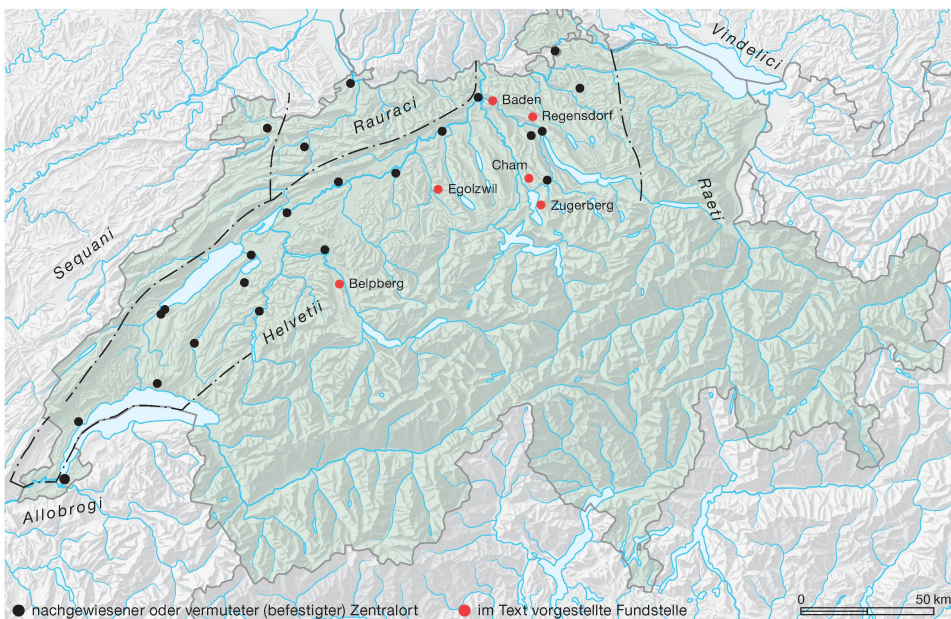 Vindelici
Rauraci
Baden
Regensdorf
Cham
Egolzwil
Zugerberg
Raeti
Sequani
Belpberg
Helvetii
Allobrogi
nachgewiesener oder vermuteter (befestigter) Zentralort
im Text vorgestellte Fundstelle
0 50 km